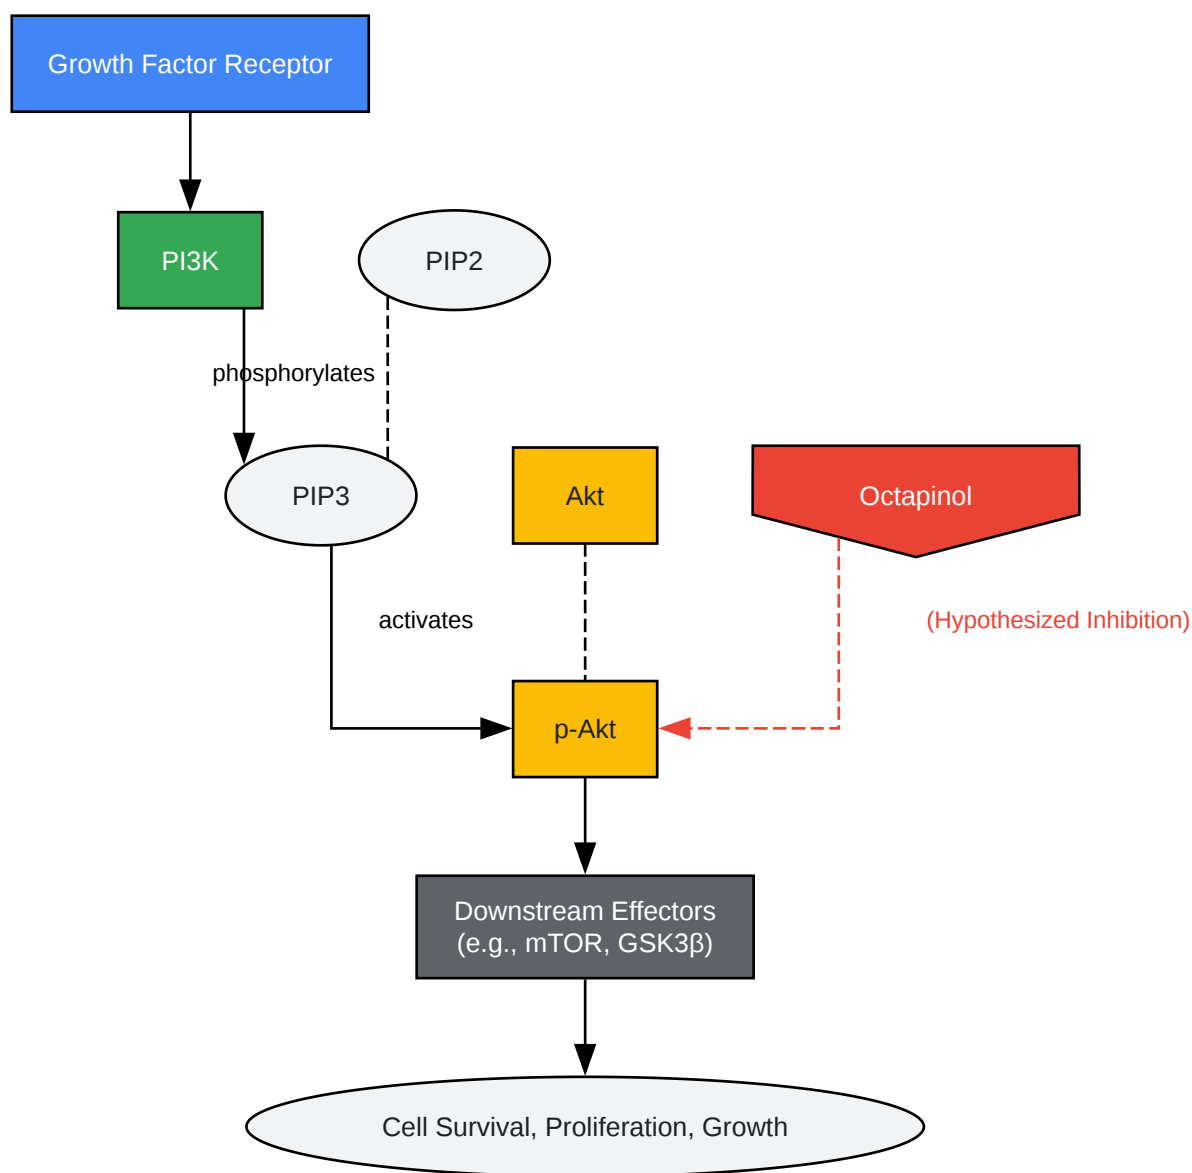 Growth Factor Receptor
PI3K
PIP2
phosphorylates
PIP3
Akt
Octapinol
activates
(Hypothesized Inhibition)
p-Akt
Downstream Effectors
(e.g., mTOR, GSK3β)
Cell Survival, Proliferation, Growth